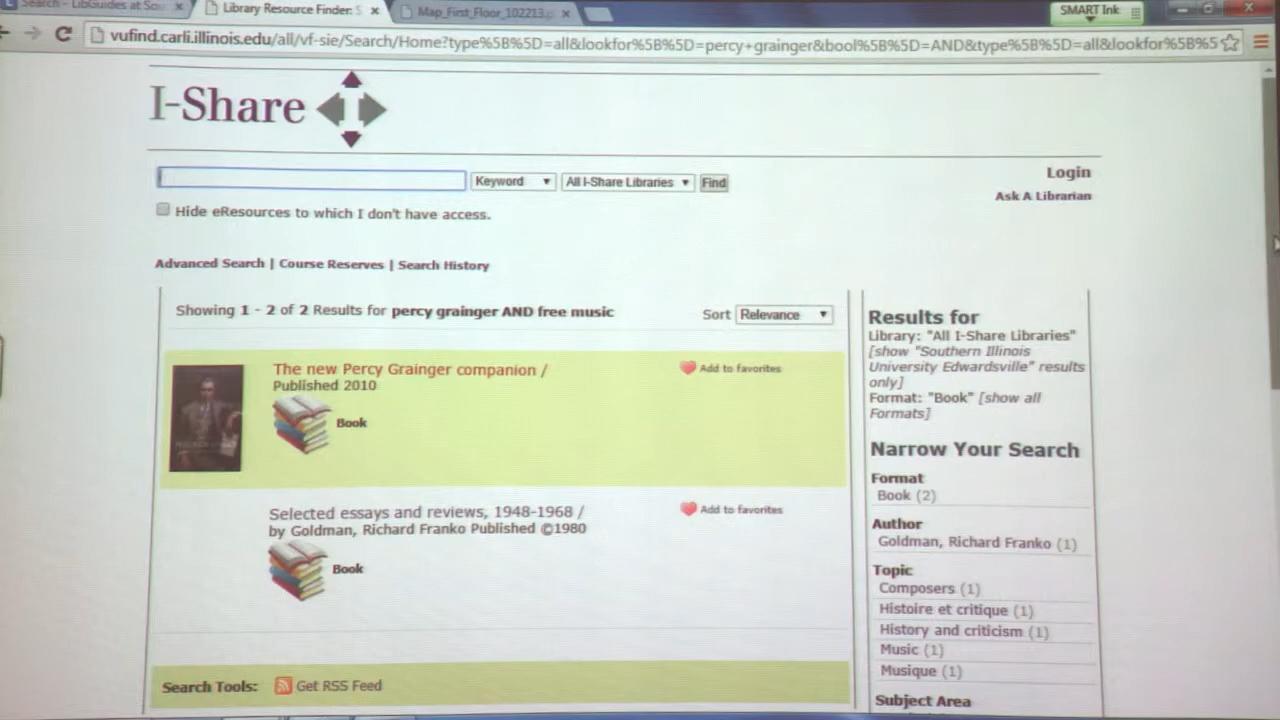 Search - LibGuides at Sou
Library Resource Finder: S
Map_First_Floor_102213.p
SMART Ink
vufind.carli.illinois.edu/all/vf-sie/Search/Home?type%5B%5D=all&lookfor%5B%5D=percy+grainger&bool%5B%5D=AND&type%5B%5D=all&lookfor%5B%5
I-Share
Keyword
All I-Share Libraries
Find
Login
Ask A Librarian
Hide eResources to which I don't have access.
Advanced Search | Course Reserves | Search History
Showing 1 - 2 of 2 Results for percy grainger AND free music
Sort Relevance
The new Percy Grainger companion /
Published 2010
Book
Add to favorites
Selected essays and reviews, 1948-1968 /
by Goldman, Richard Franko Published ©1980
Book
Add to favorites
Search Tools: Get RSS Feed
Results for
Library: "All I-Share Libraries"
[show "Southern Illinois
University Edwardsville" results
only]
Format: "Book" [show all
Formats]
Narrow Your Search
Format
Book (2)
Author
Goldman, Richard Franko (1)
Topic
Composers (1)
Histoire et critique (1)
History and criticism (1)
Music (1)
Musique (1)
Subject Area